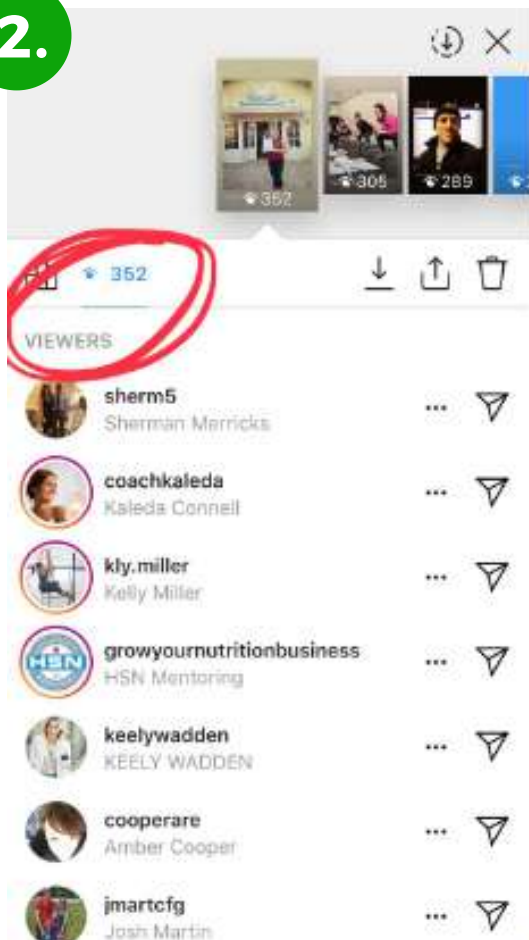 2.
352
305
289
352
VIEWERS
sherm5
Sherman Merricks
coachkaleda
Kaleda Connell
kly.miller
Kelly Miller
HSN
growyournutritionbusiness
HSN Mentoring
keelywadden
KEELY WADDEN
cooperare
Amber Cooper
jmartcfg
Josh Martin